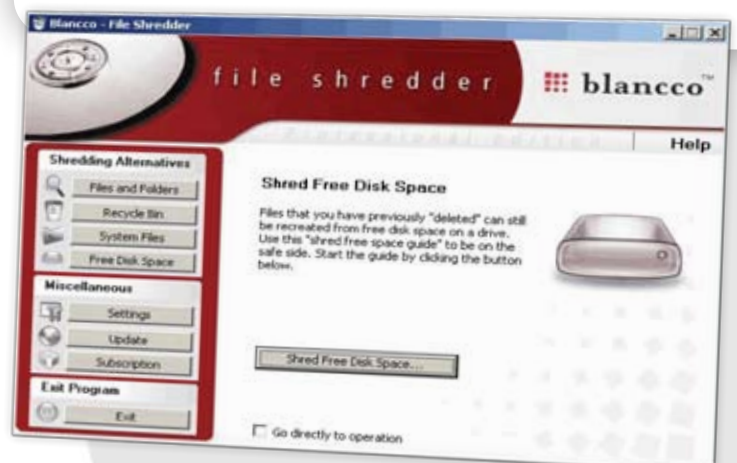 Blancco - File Shredder
file shredder
blancco™
Help
Shredding Alternatives
Files and Folders
Recycle Bin
System Files
Free Disk Space
Miscellaneous
Settings
Update
Subscription
Exit Program
Exit
Shred Free Disk Space
Files that you have previously "deleted" can still
be recreated from free disk space on a drive.
Use this "shred free space guide" to be on the
safe side. Start the guide by clicking the button
below.
Shred Free Disk Space...
Go directly to operation